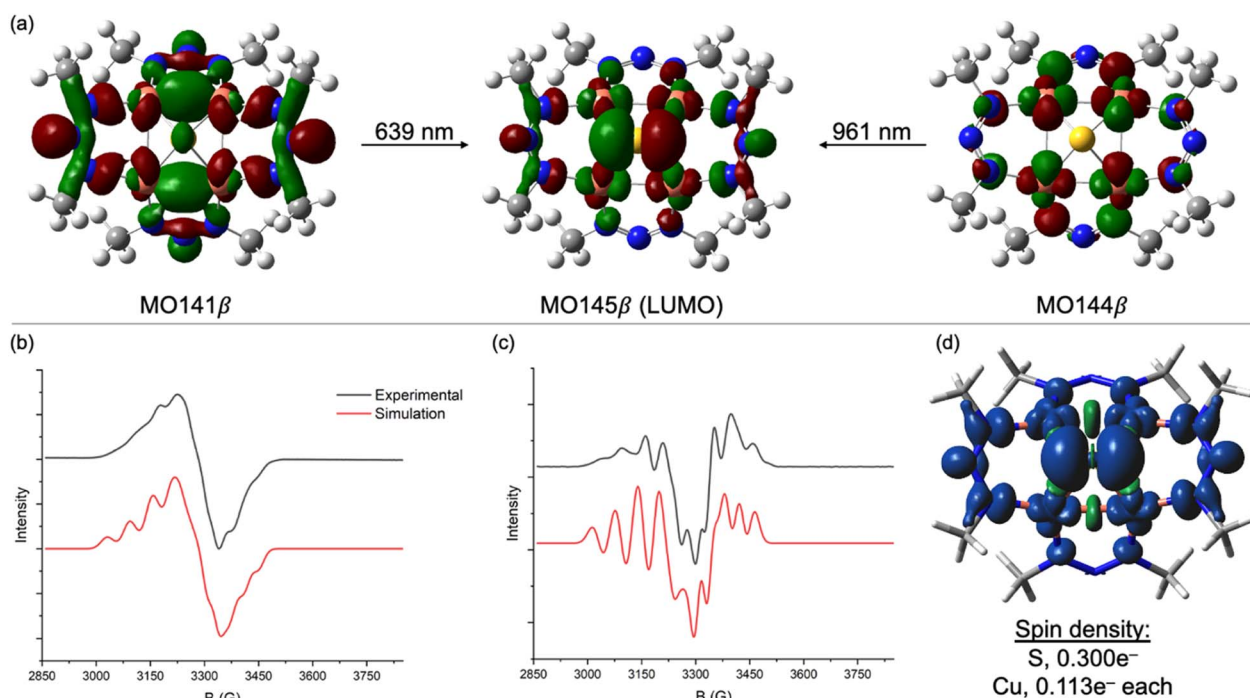 (a)
639 nm
961 nm
MO141β
MO145β (LUMO)
MO144β
(b)
Experimental
Simulation
Intensity
2850 3000 3150 3300 3450 3600 3750
B (G)
(c)
Intensity
2850 3000 3150 3300 3450 3600 3750
B (G)
(d)
Spin density:
S, 0.300e⁻
Cu, 0.113e⁻ each